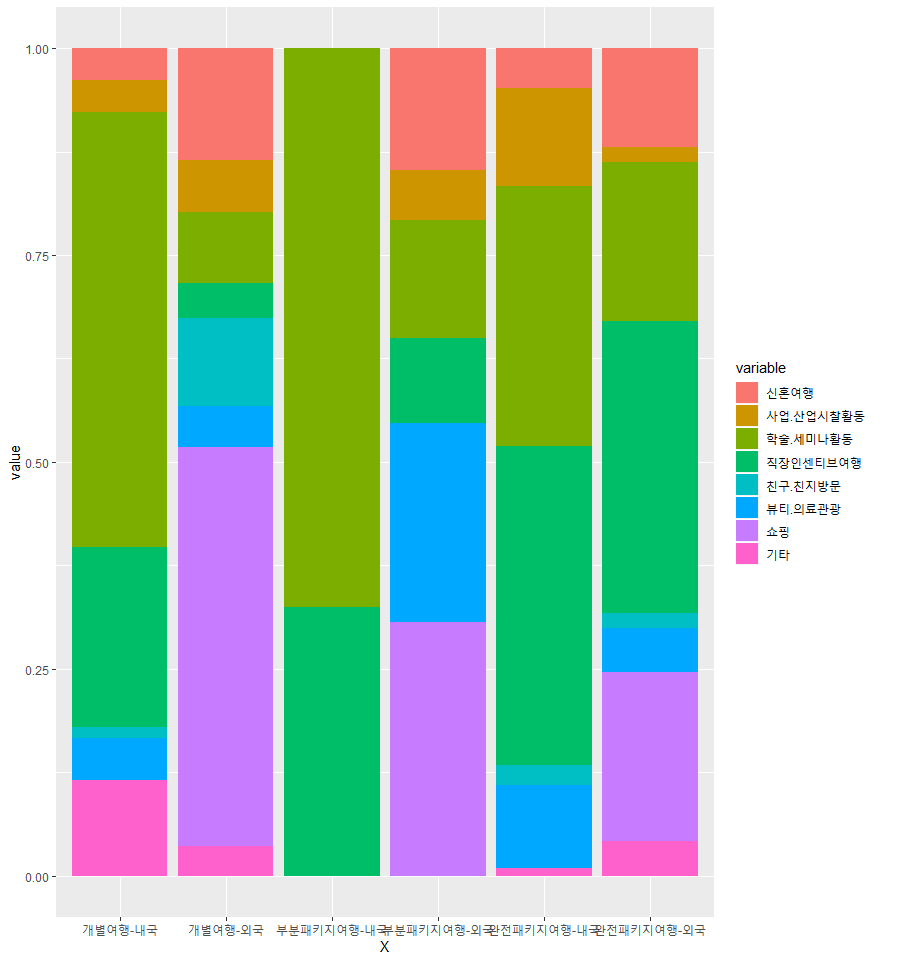 1.00
0.75
0.50
0.25
0.00
value
개별여행-내국
개별여행-외국
부분패키지여행-내국
부분패키지여행-외국
완전패키지여행-내국
완전패키지여행-외국
X
variable
신혼여행
사업.산업시찰활동
학술.세미나활동
직장인센티브여행
친구.친지방문
뷰티.의료관광
쇼핑
기타